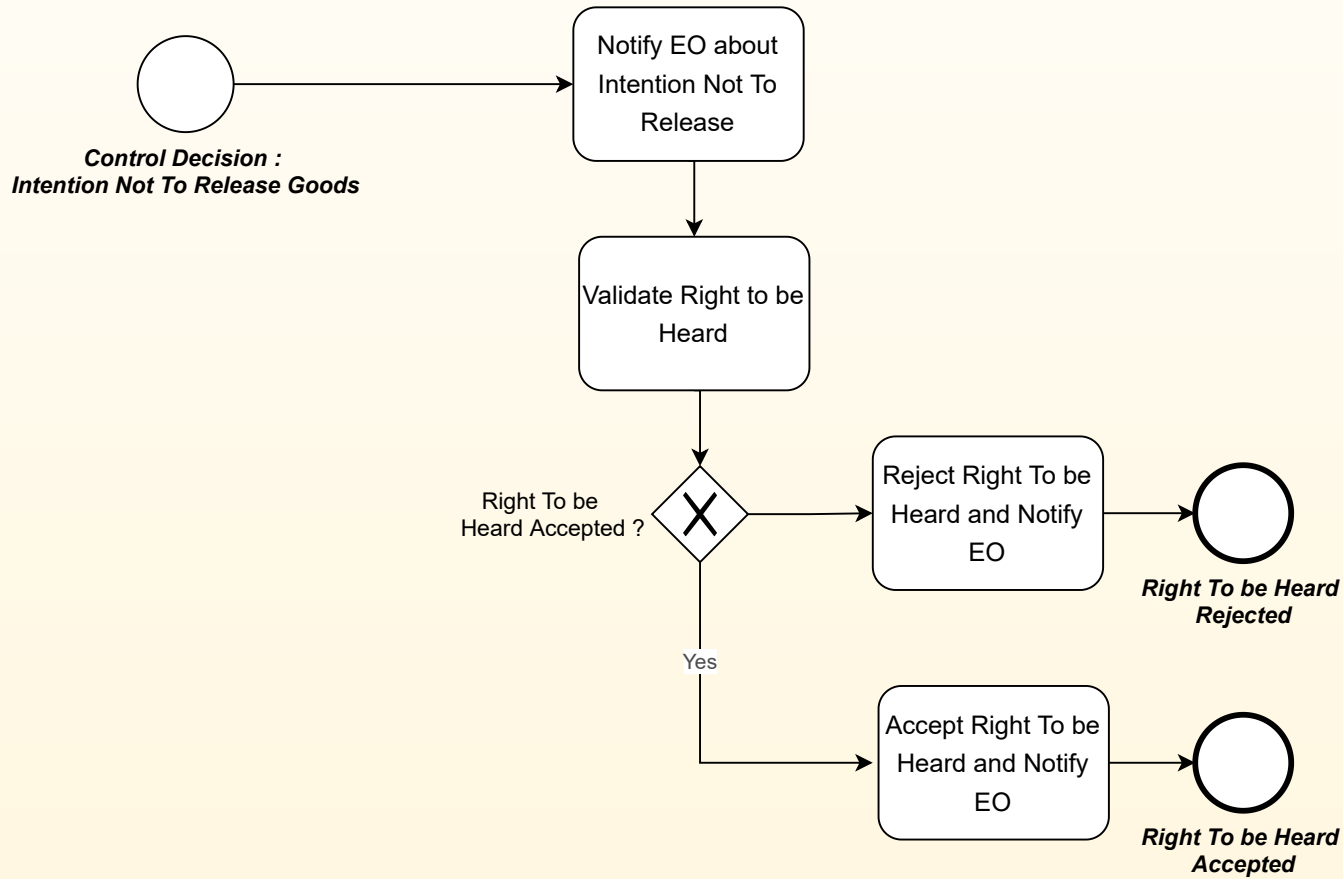 Notify EO about
Intention Not To
Release
Control Decision :
Intention Not To Release Goods
Validate Right to be
Heard
Right To be
Heard Accepted ?
Reject Right To be
Heard and Notify
EO
Right To be Heard
Rejected
Yes
Accept Right To be
Heard and Notify
EO
Right To be Heard
Accepted